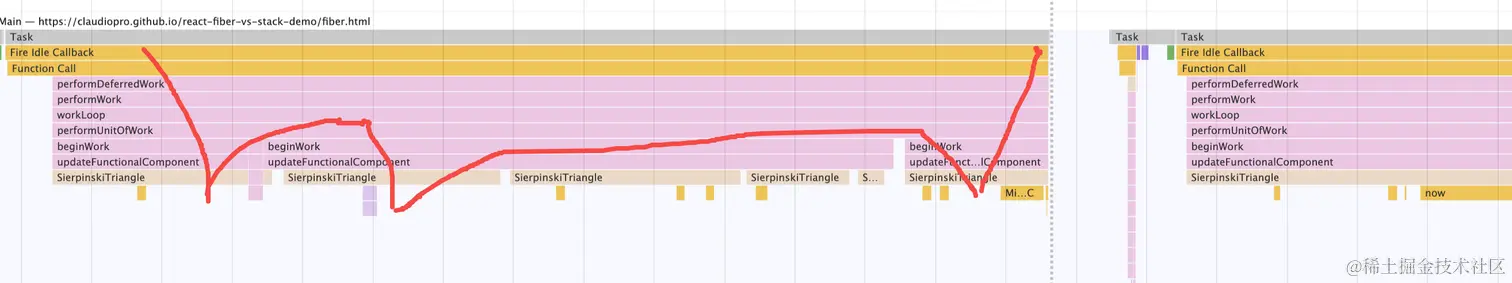 Main — https://claudiopro.github.io/react-fiber-vs-stack-demo/fiber.html
Task Task Task
Fire Idle Callback Fire Idle Callback
Function Call Function Call
performDeferredWork performDeferredWork
performWork performWork
workLoop workLoop
performUnitOfWork performUnitOfWork
beginWork beginWork beginWork beginWork
updateFunctionalComponent updateFunctionalComponent updateFunct...lComponent updateFunctionalComponent
SierpinskiTriangle SierpinskiTriangle SierpinskiTriangle SierpinskiTriangle S... SierpinskiTriangle SierpinskiTriangle
Mi...C now
@稀土掘金技术社区